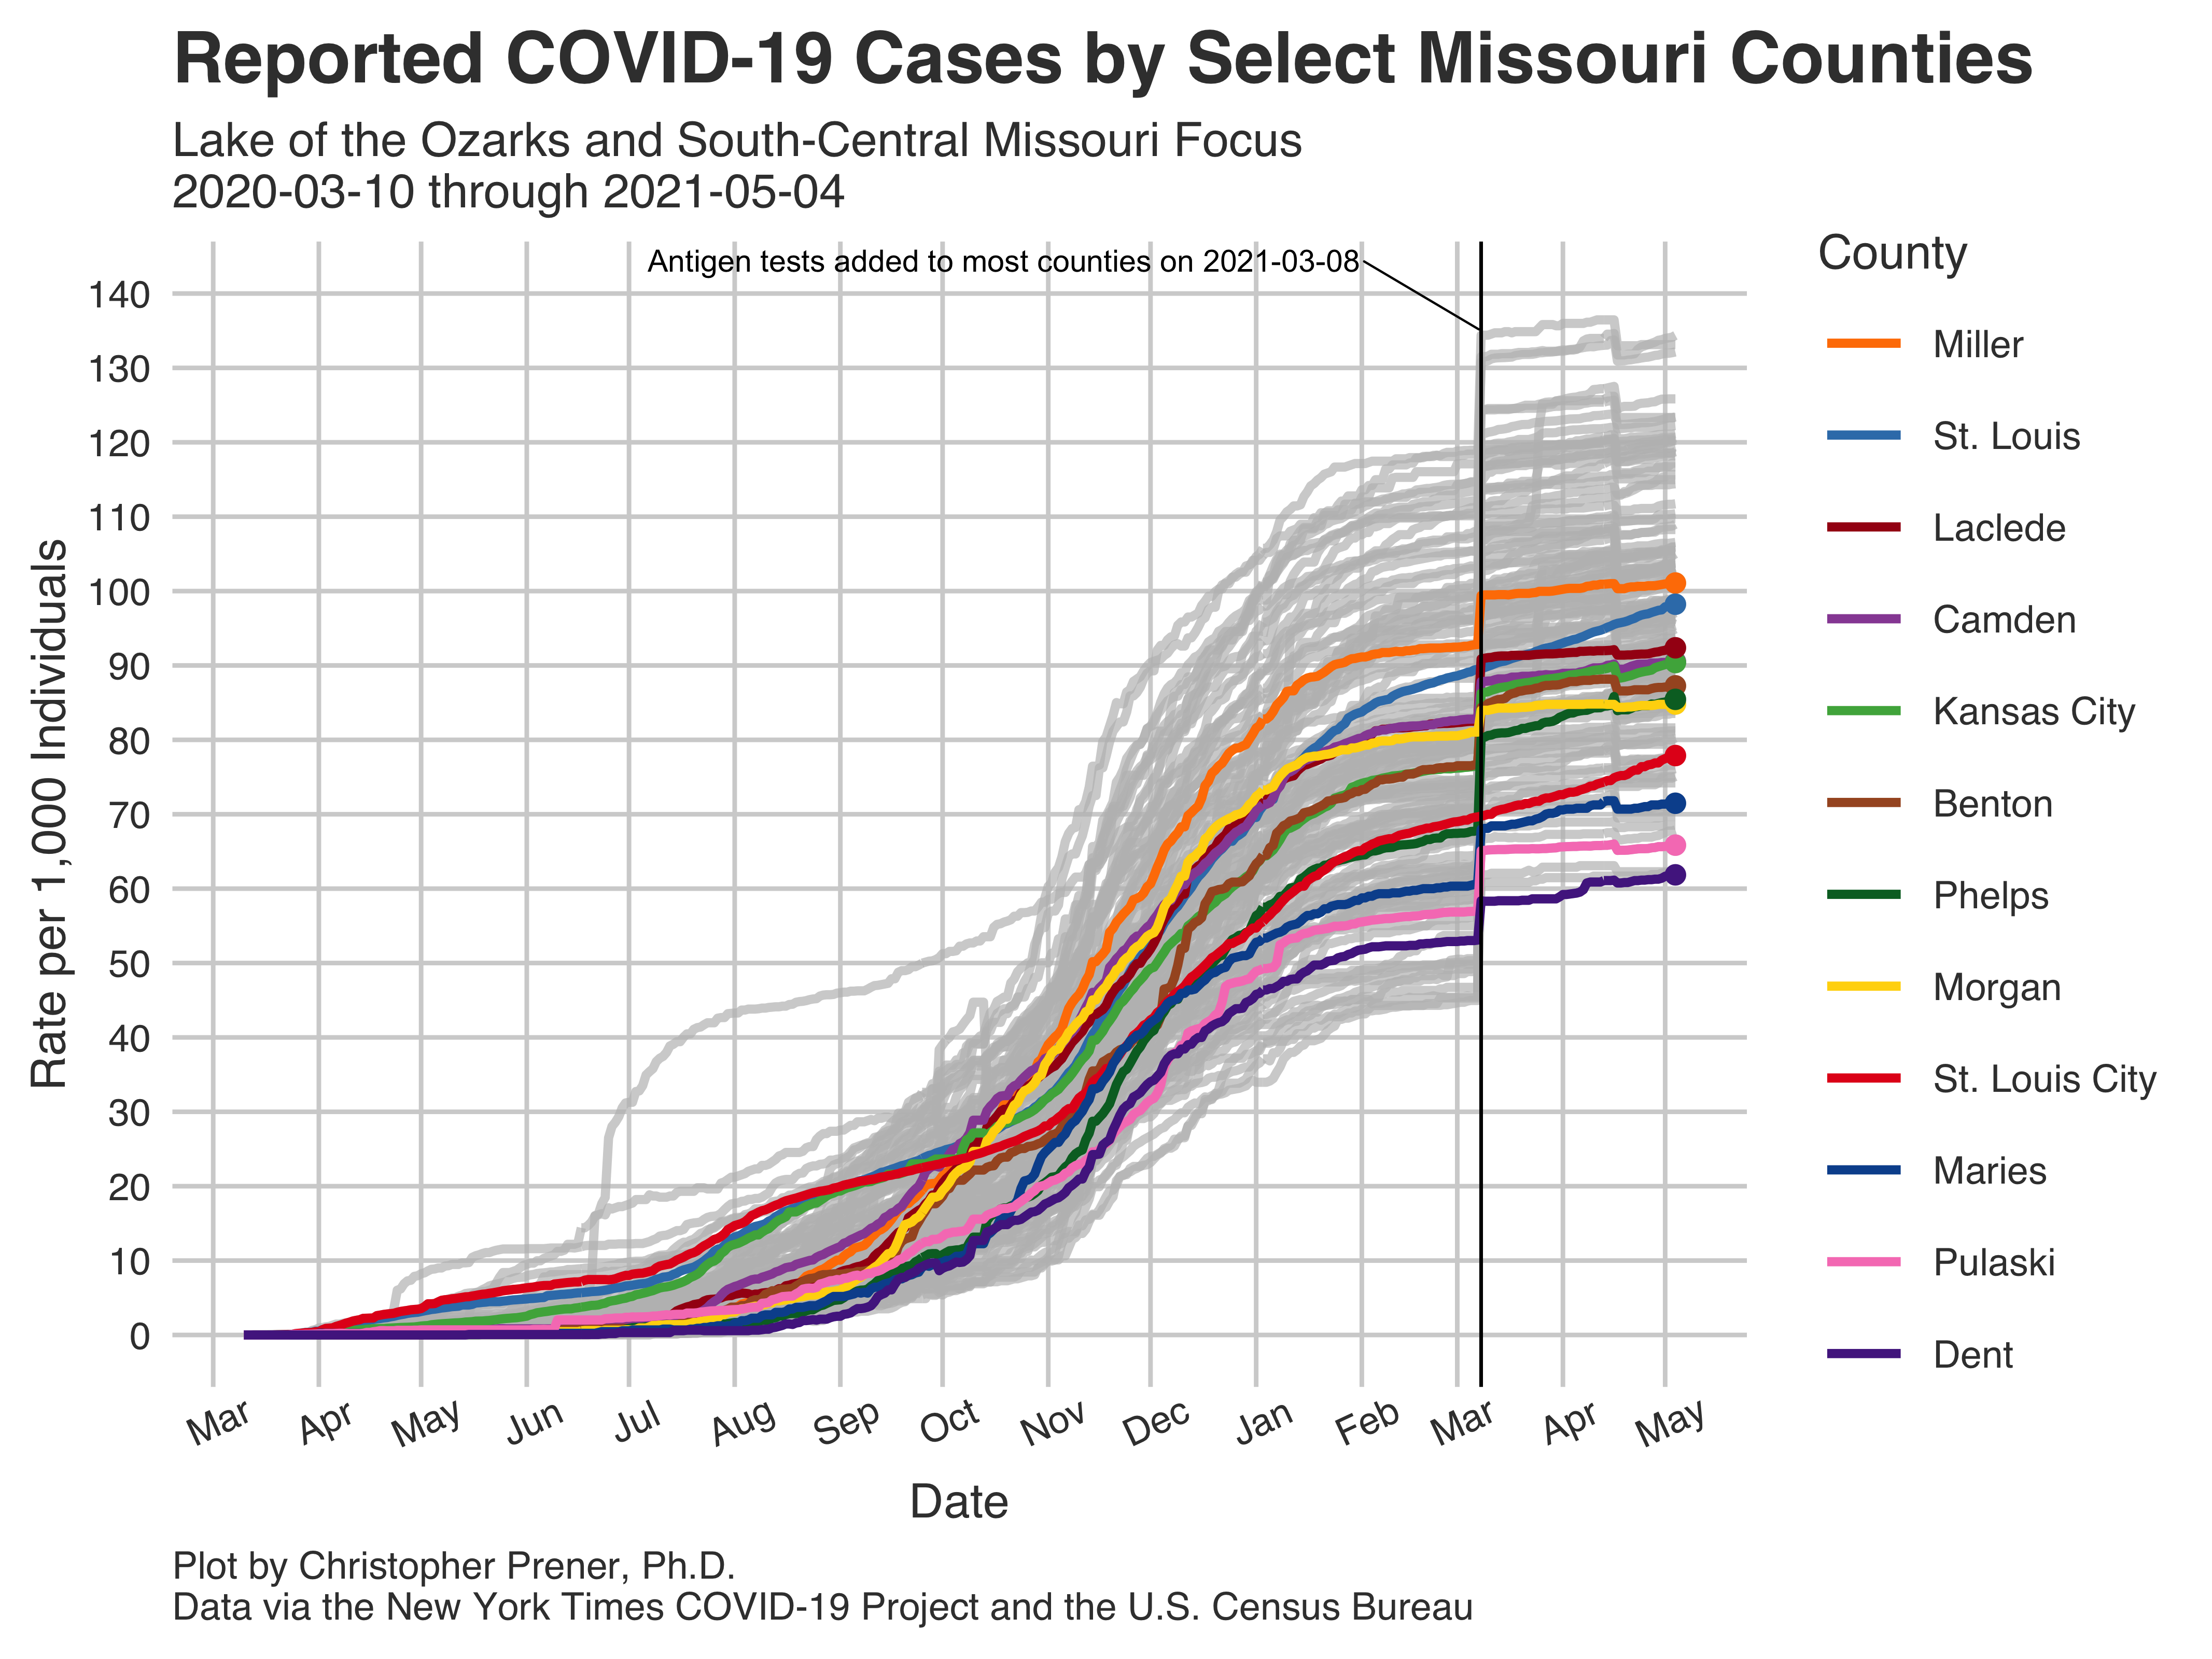 Reported COVID-19 Cases by Select Missouri Counties
Lake of the Ozarks and South-Central Missouri Focus
2020-03-10 through 2021-05-04
Antigen tests added to most counties on 2021-03-08
Rate per 1,000 Individuals
140
130
120
110
100
90
80
70
60
50
40
30
20
10
0
Mar
Apr
May
Jun
Jul
Aug
Sep
Oct
Nov
Dec
Jan
Feb
Mar
Apr
May
Date
County
Miller
St. Louis
Laclede
Camden
Kansas City
Benton
Phelps
Morgan
St. Louis City
Maries
Pulaski
Dent
Plot by Christopher Prener, Ph.D.
Data via the New York Times COVID-19 Project and the U.S. Census Bureau